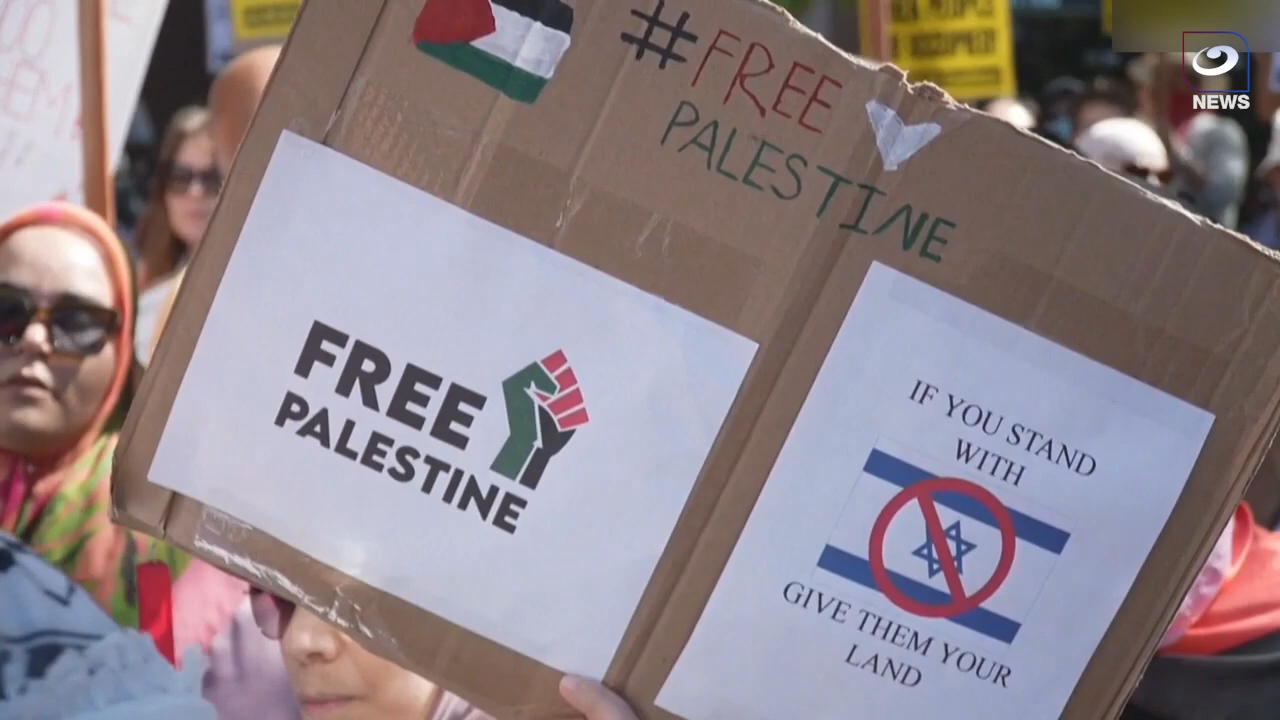 #FREE
PALESTINE
FREE
PALESTINE
IF YOU STAND
WITH
GIVE THEM YOUR
LAND
NEWS